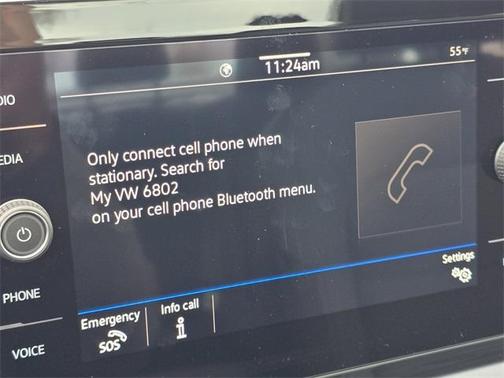 55°F
11:24am
DIO
EDIA
Only connect cell phone when
stationary. Search for
My VW 6802
on your cell phone Bluetooth menu.
Settings
PHONE
Emergency
SOS
Info call
VOICE